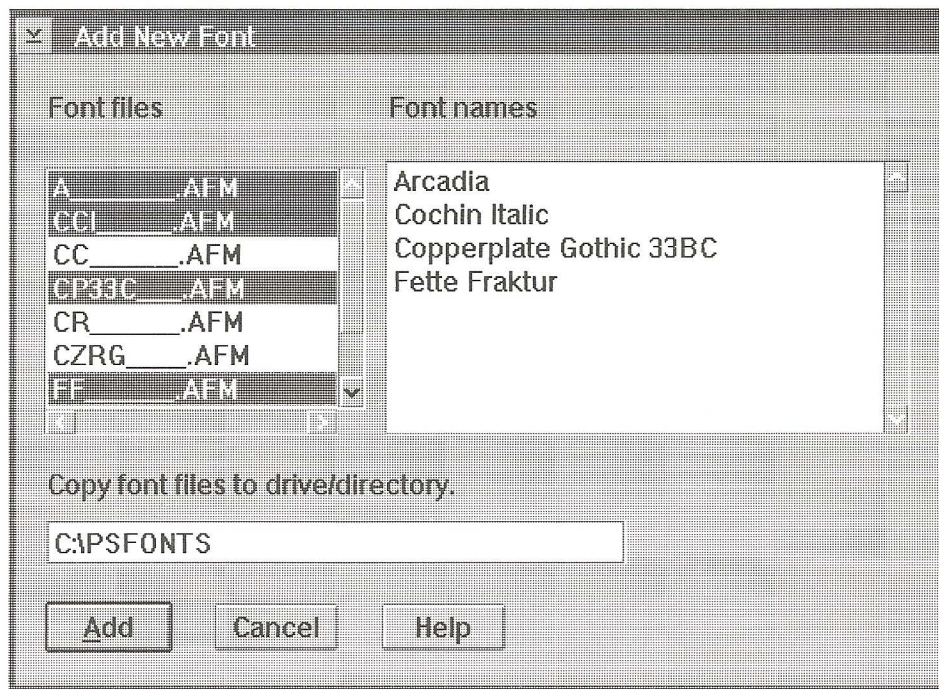 Add New Font
Font files
A_______.AFM
CCI_____.AFM
CC______.AFM
CP33C___.AFM
CR______.AFM
CZRG____.AFM
FF______.AFM
Font names
Arcadia
Cochin Italic
Copperplate Gothic 33BC
Fette Fraktur
Copy font files to drive/directory.
C:\PSFONTS
Add
Cancel
Help